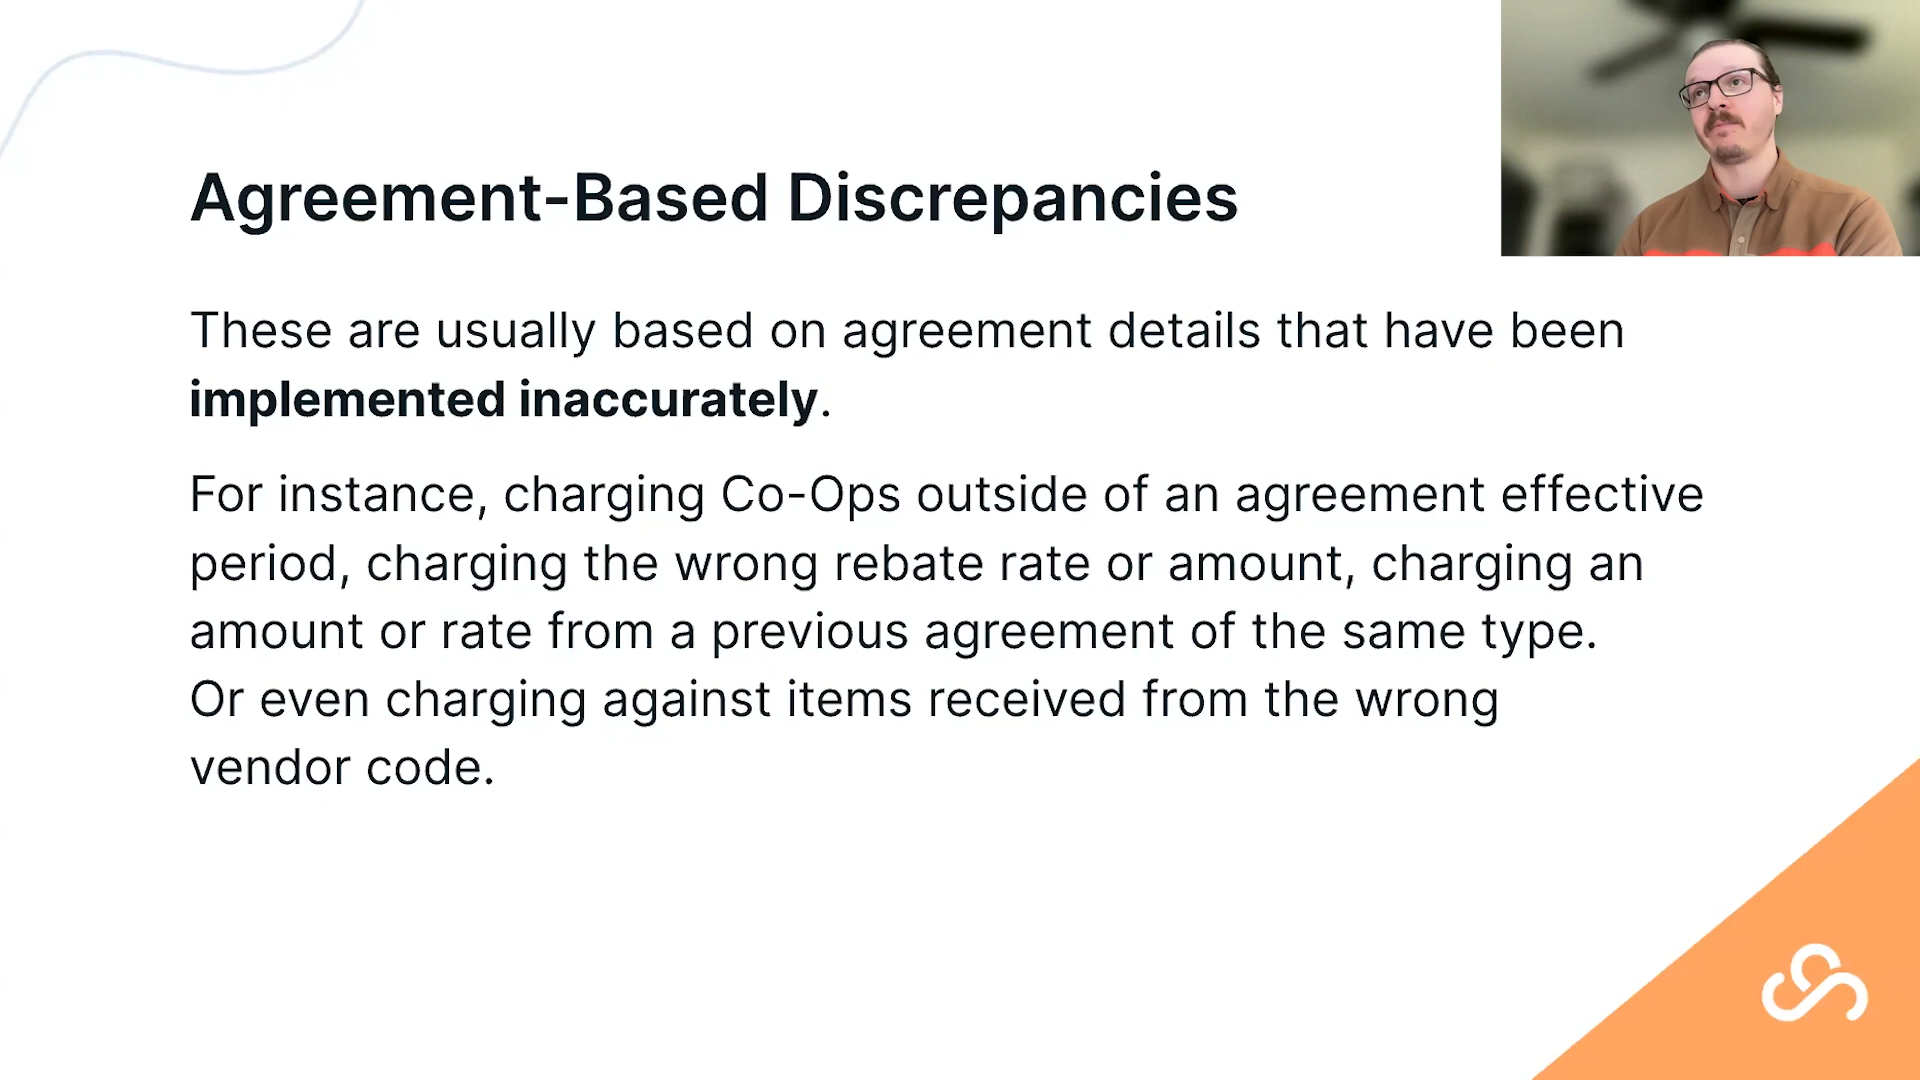 Agreement-Based Discrepancies
These are usually based on agreement details that have been
implemented inaccurately.
For instance, charging Co-Ops outside of an agreement effective
period, charging the wrong rebate rate or amount, charging an
amount or rate from a previous agreement of the same type.
Or even charging against items received from the wrong
vendor code.